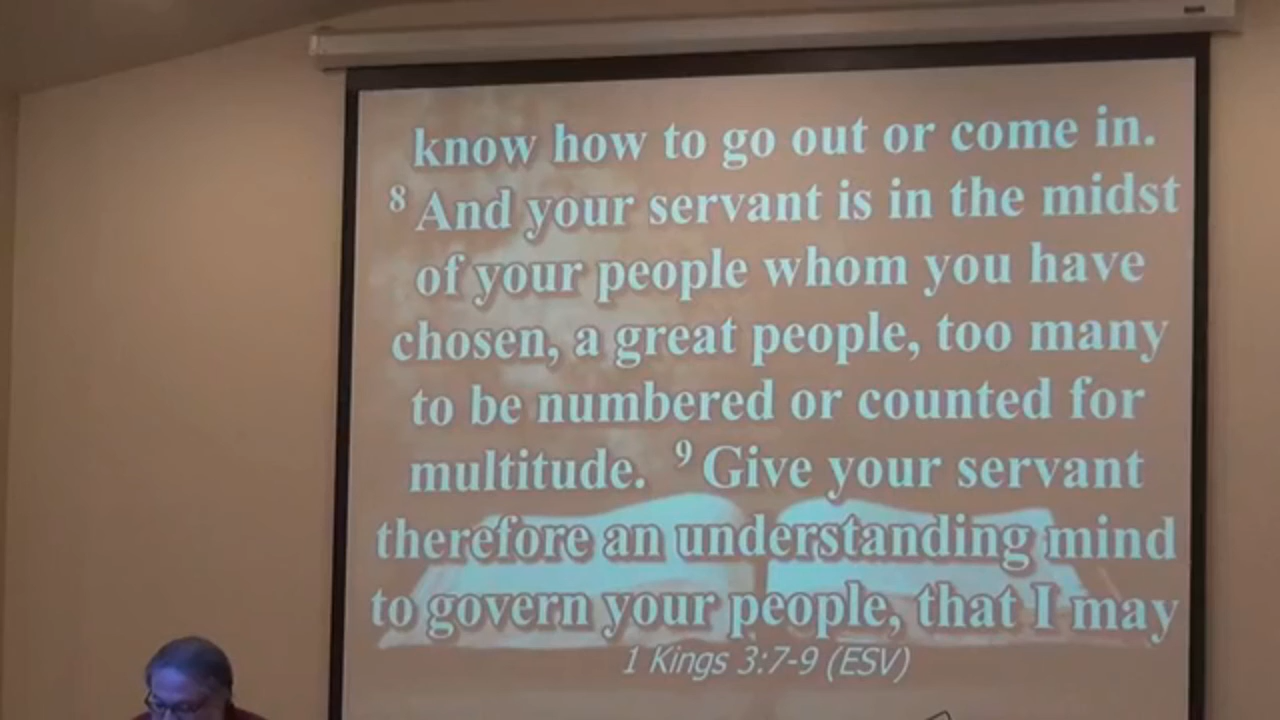 know how to go out or come in.
8 And your servant is in the midst
of your people whom you have
chosen, a great people, too many
to be numbered or counted for
multitude. 9 Give your servant
therefore an understanding mind
to govern your people, that I may
1 Kings 3:7-9 (ESV)